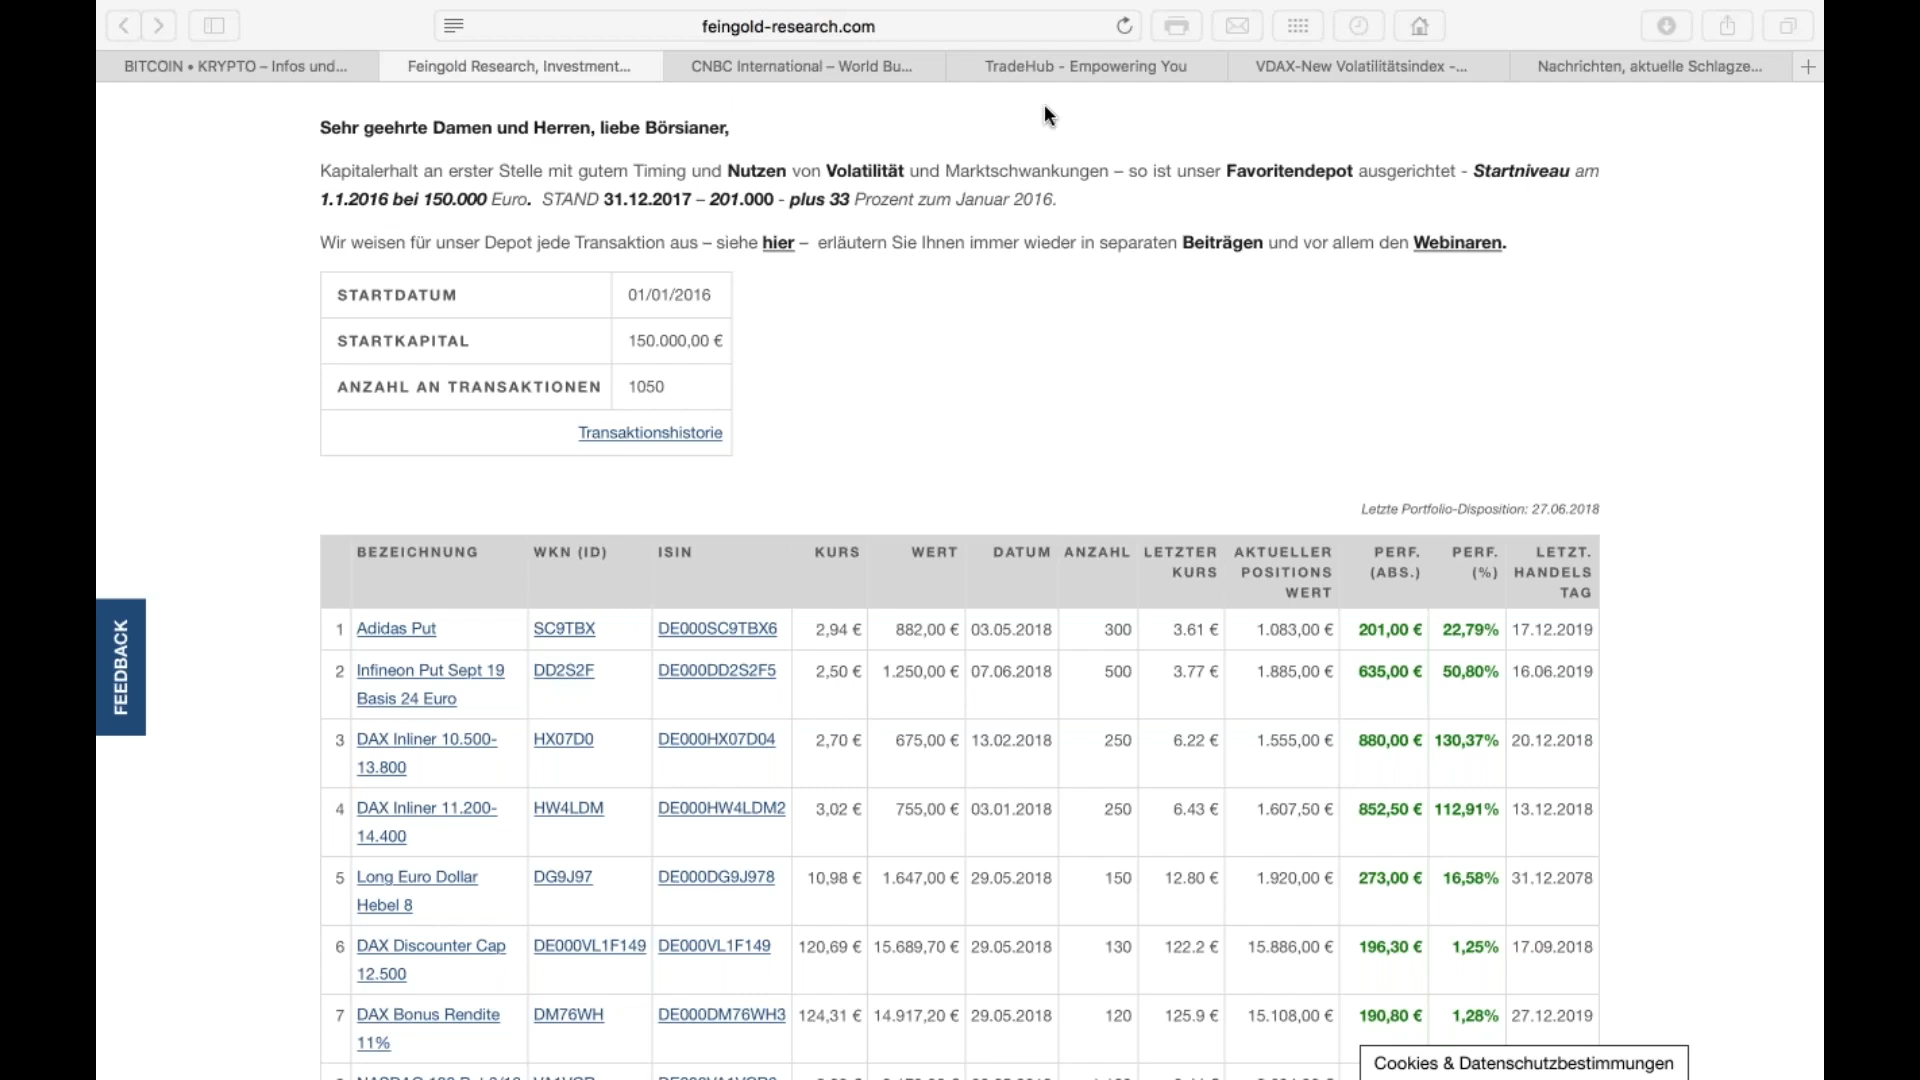 feingold-research.com
BITCOIN • KRYPTO – Infos und...
Feingold Research, Investment...
CNBC International – World Bu...
TradeHub - Empowering You
VDAX-New Volatilitätsindex -...
Nachrichten, aktuelle Schlagze...
Sehr geehrte Damen und Herren, liebe Börsianer,
Kapitalerhalt an erster Stelle mit gutem Timing und Nutzen von Volatilität und Marktschwankungen – so ist unser Favoritendepot ausgerichtet - Startniveau am
1.1.2016 bei 150.000 Euro. STAND 31.12.2017 – 201.000 - plus 33 Prozent zum Januar 2016.
Wir weisen für unser Depot jede Transaktion aus – siehe hier – erläutern Sie Ihnen immer wieder in separaten Beiträgen und vor allem den Webinaren.
STARTDATUM 01/01/2016
STARTKAPITAL 150.000,00 €
ANZAHL AN TRANSAKTIONEN 1050
Transaktionshistorie
Letzte Portfolio-Disposition: 27.06.2018
BEZEICHNUNG WKN (ID) ISIN KURS WERT DATUM ANZAHL LETZTER AKTUELLER PERF. PERF. LETZT.
KURS POSITIONS (ABS.) (%) HANDELS
WERT TAG
1 Adidas Put SC9TBX DE000SC9TBX6 2,94 € 882,00 € 03.05.2018 300 3.61 € 1.083,00 € 201,00 € 22,79% 17.12.2019
2 Infineon Put Sept 19 DD2S2F DE000DD2S2F5 2,50 € 1.250,00 € 07.06.2018 500 3.77 € 1.885,00 € 635,00 € 50,80% 16.06.2019
Basis 24 Euro
3 DAX Inliner 10.500- HX07D0 DE000HX07D04 2,70 € 675,00 € 13.02.2018 250 6.22 € 1.555,00 € 880,00 € 130,37% 20.12.2018
13.800
4 DAX Inliner 11.200- HW4LDM DE000HW4LDM2 3,02 € 755,00 € 03.01.2018 250 6.43 € 1.607,50 € 852,50 € 112,91% 13.12.2018
14.400
5 Long Euro Dollar DG9J97 DE000DG9J978 10,98 € 1.647,00 € 29.05.2018 150 12.80 € 1.920,00 € 273,00 € 16,58% 31.12.2078
Hebel 8
6 DAX Discounter Cap DE000VL1F149 DE000VL1F149 120,69 € 15.689,70 € 29.05.2018 130 122.2 € 15.886,00 € 196,30 € 1,25% 17.09.2018
12.500
7 DAX Bonus Rendite DM76WH DE000DM76WH3 124,31 € 14.917,20 € 29.05.2018 120 125.9 € 15.108,00 € 190,80 € 1,28% 27.12.2019
11%
FEEDBACK
Cookies & Datenschutzbestimmungen